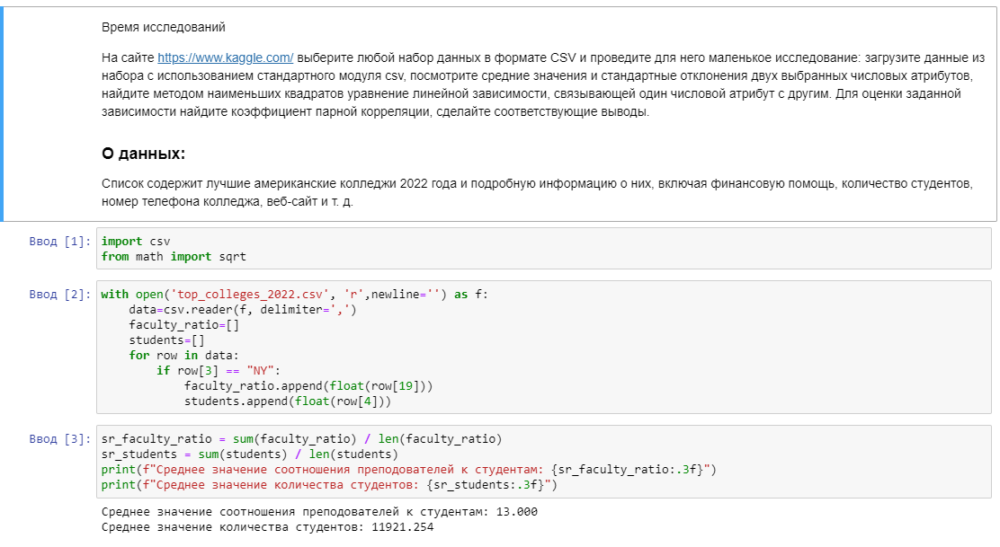 Время исследований
На сайте https://www.kaggle.com/ выберите любой набор данных в формате CSV и проведите для него маленькое исследование: загрузите данные из
набора с использованием стандартного модуля csv, посмотрите средние значения и стандартные отклонения двух выбранных числовых атрибутов,
найдите методом наименьших квадратов уравнение линейной зависимости, связывающей один числовой атрибут с другим. Для оценки заданной
зависимости найдите коэффициент парной корреляции, сделайте соответствующие выводы.
О данных:
Список содержит лучшие американские колледжи 2022 года и подробную информацию о них, включая финансовую помощь, количество студентов,
номер телефона колледжа, веб-сайт и т. д.
Ввод [1]: import csv
from math import sqrt
Ввод [2]: with open('top_colleges_2022.csv', 'r',newline='') as f:
    data=csv.reader(f, delimiter=',')
    faculty_ratio=[]
    students=[]
    for row in data:
        if row[3] == "NY":
            faculty_ratio.append(float(row[19]))
            students.append(float(row[4]))
Ввод [3]: sr_faculty_ratio = sum(faculty_ratio) / len(faculty_ratio)
sr_students = sum(students) / len(students)
print(f"Среднее значение соотношения преподователей к студентам: {sr_faculty_ratio:.3f}")
print(f"Среднее значение количества студентов: {sr_students:.3f}")
Среднее значение соотношения преподователей к студентам: 13.000
Среднее значение количества студентов: 11921.254